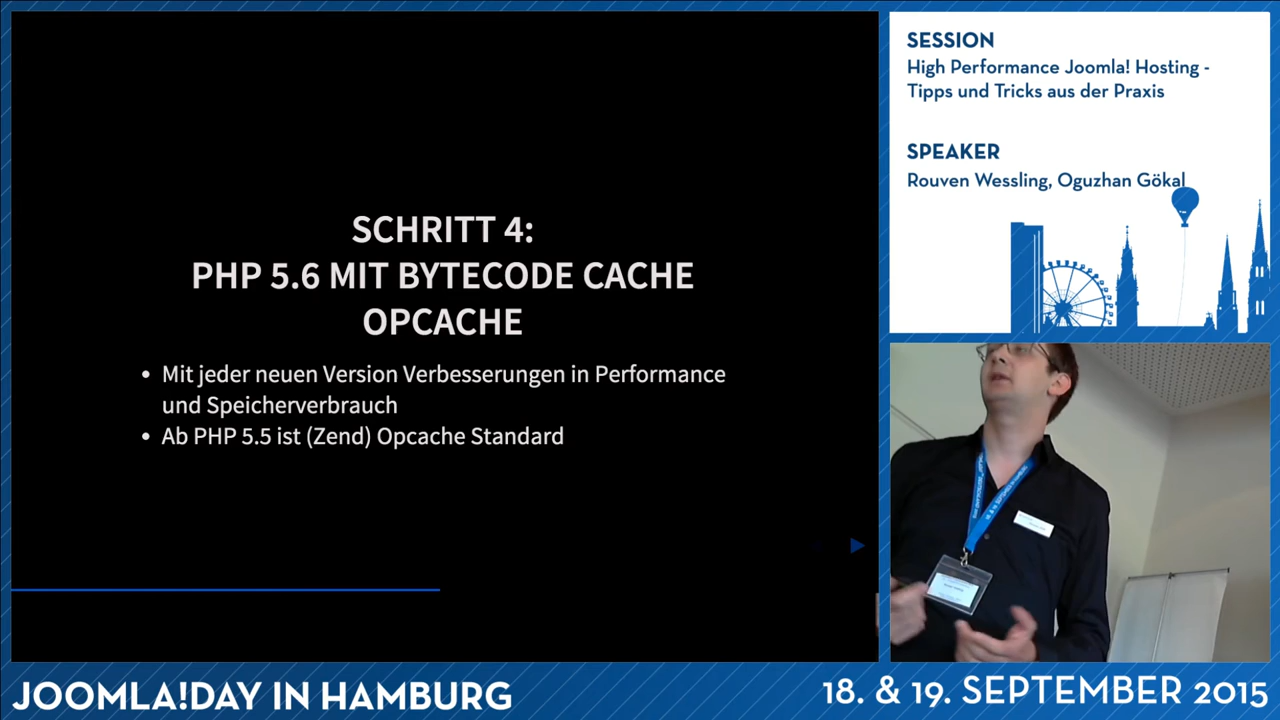 SCHRITT 4:
PHP 5.6 MIT BYTECODE CACHE
OPCACHE
• Mit jeder neuen Version Verbesserungen in Performance
und Speicherverbrauch
• Ab PHP 5.5 ist (Zend) Opcache Standard
SESSION
High Performance Joomla! Hosting -
Tipps und Tricks aus der Praxis
SPEAKER
Rouven Wessling, Oguzhan Gökal
JOOMLA!DAY IN HAMBURG
18. & 19. SEPTEMBER 2015